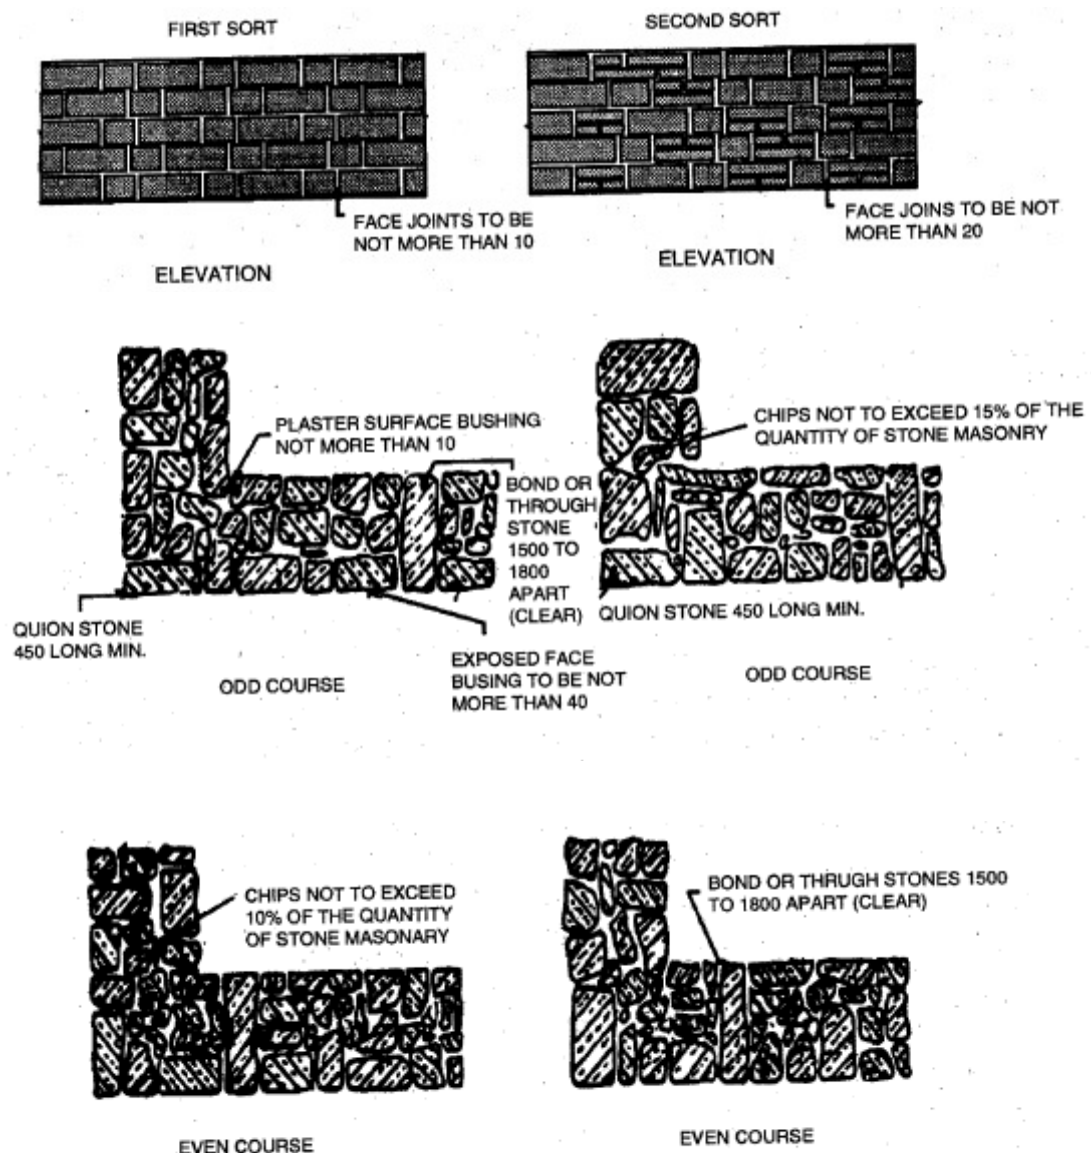 FIRST SORT
SECOND SORT
FACE JOINTS TO BE
NOT MORE THAN 10
FACE JOINS TO BE NOT
MORE THAN 20
ELEVATION
ELEVATION
PLASTER SURFACE BUSHING
NOT MORE THAN 10
CHIPS NOT TO EXCEED 15% OF THE
QUANTITY OF STONE MASONRY
BOND OR
THROUGH
STONE
1500 TO
1800
APART
(CLEAR)
QUION STONE
450 LONG MIN.
QUION STONE 450 LONG MIN.
EXPOSED FACE
BUSING TO BE NOT
MORE THAN 40
ODD COURSE
ODD COURSE
CHIPS NOT TO EXCEED
10% OF THE QUANTITY
OF STONE MASONARY
BOND OR THRUGH STONES 1500
TO 1800 APART (CLEAR)
EVEN COURSE
EVEN COURSE